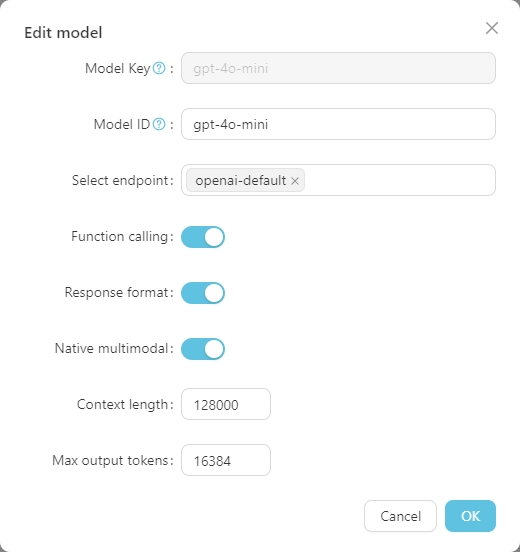 Edit model
Model Key ? : gpt-4o-mini
Model ID ? : gpt-4o-mini
Select endpoint: openai-default ×
Function calling:
Response format:
Native multimodal:
Context length: 128000
Max output tokens: 16384
Cancel OK